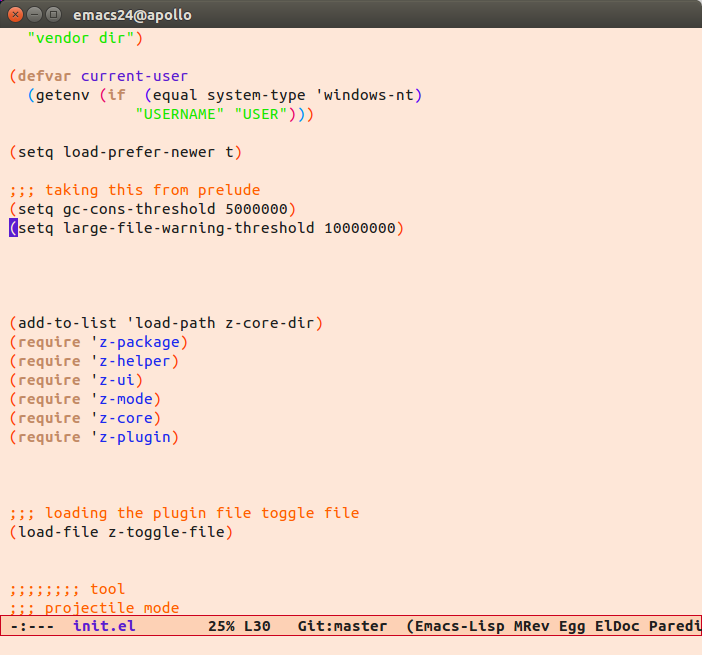 emacs24@apollo
"vendor dir")
(defvar current-user
(getenv (if  (equal system-type 'windows-nt)
"USERNAME" "USER")))
(setq load-prefer-newer t)
;;; taking this from prelude
(setq gc-cons-threshold 5000000)
(setq large-file-warning-threshold 10000000)
(add-to-list 'load-path z-core-dir)
(require 'z-package)
(require 'z-helper)
(require 'z-ui)
(require 'z-mode)
(require 'z-core)
(require 'z-plugin)
;;; loading the plugin file toggle file
(load-file z-toggle-file)
;;;;;;;; tool
;;; projectile mode
-:---  init.el        25% L30   Git:master  (Emacs-Lisp MRev Egg ElDoc Paredi